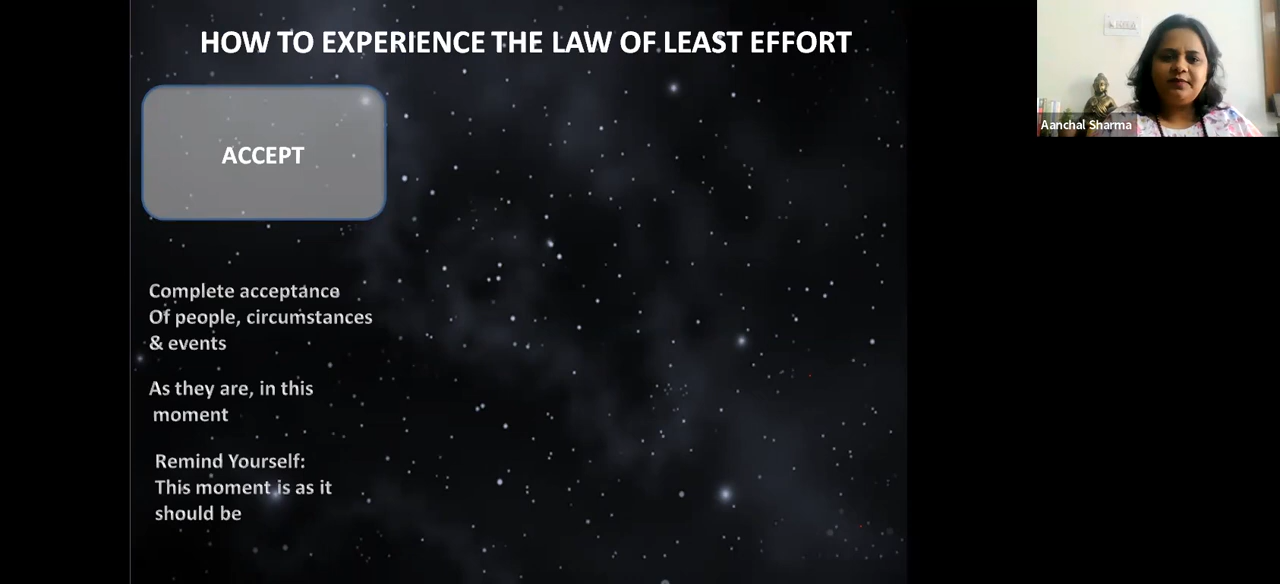 HOW TO EXPERIENCE THE LAW OF LEAST EFFORT
ACCEPT
Complete acceptance
Of people, circumstances
& events
As they are, in this
moment
Remind Yourself:
This moment is as it
should be
Aanchal Sharma